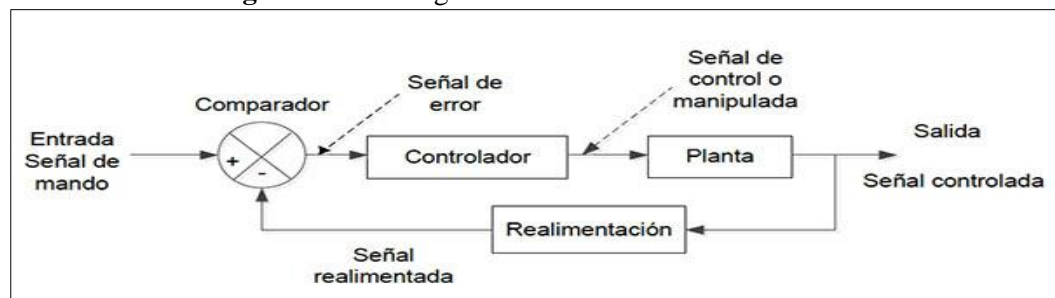 Señal de
control o
manipulada
Señal de
error
Comparador
Entrada
Señal de
mando
+
-
Controlador
Planta
Salida
Señal controlada
Realimentación
Señal
realimentada